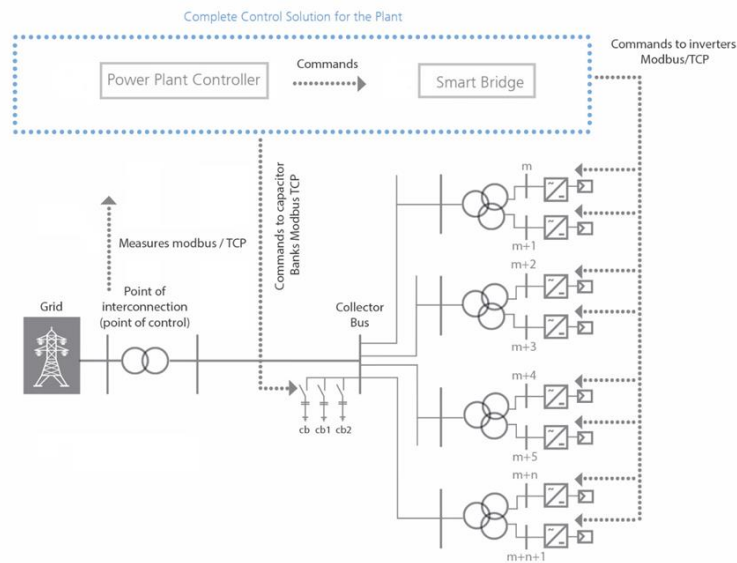 Complete Control Solution for the Plant
Commands to inverters
Modbus/TCP
Power Plant Controller
Commands
Smart Bridge
Commands to capacitor
Banks Modbus TCP
Measures modbus / TCP
Grid
Point of
interconnection
(point of control)
Collector
Bus
cb
cb1
cb2
m
m+1
m+2
m+3
m+4
m+5
m+n
m+n+1